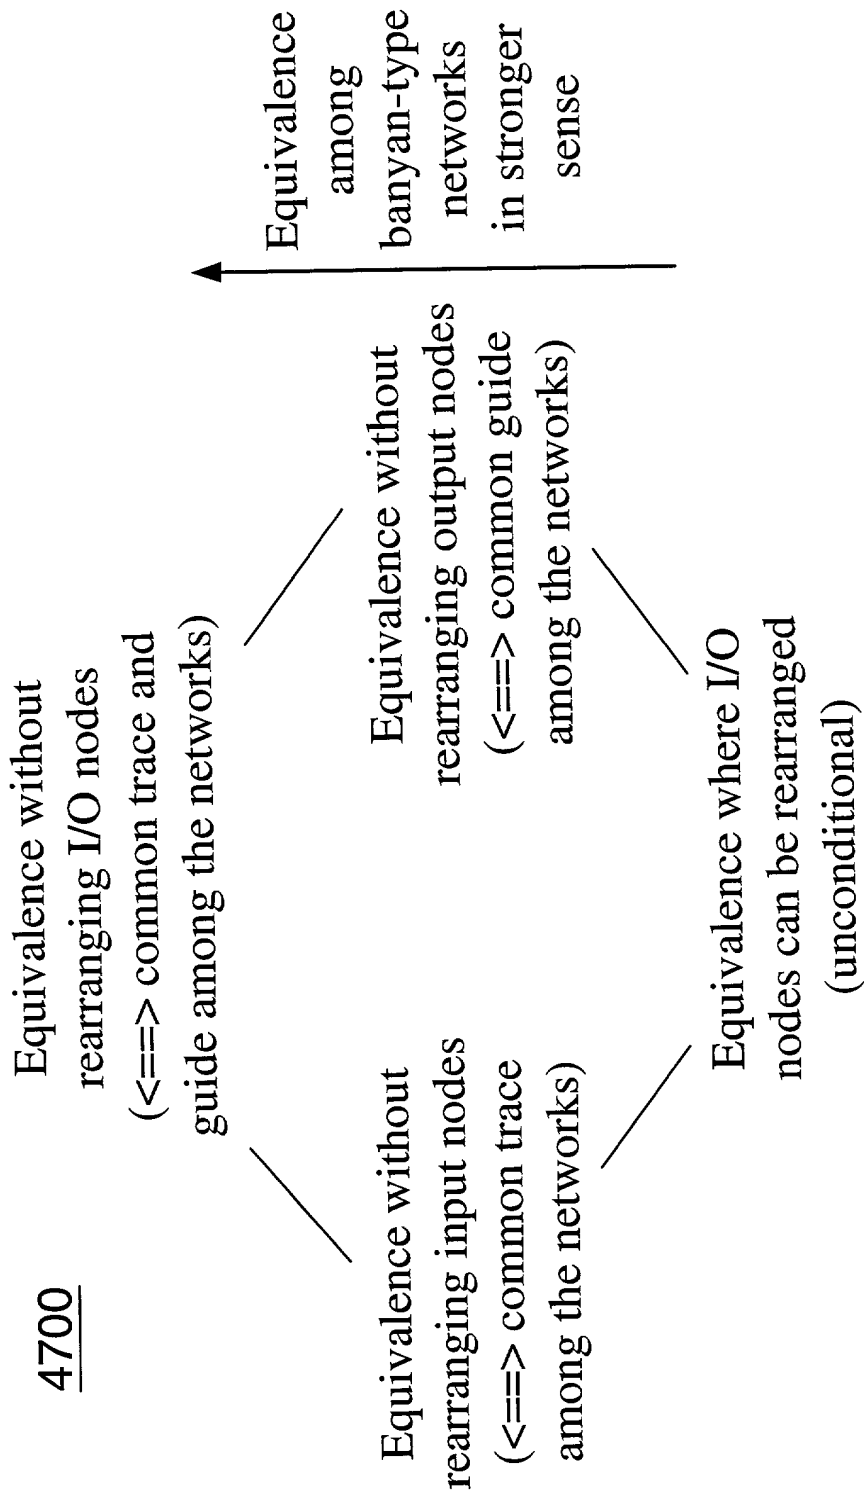 4700
Equivalence without
rearranging I/O nodes
(<==> common trace and
guide among the networks)
Equivalence without
rearranging input nodes
(<==> common trace
among the networks)
Equivalence without
rearranging output nodes
(<==> common guide
among the networks)
Equivalence where I/O
nodes can be rearranged
(unconditional)
Equivalence
among
banyan-type
networks
in stronger
sense